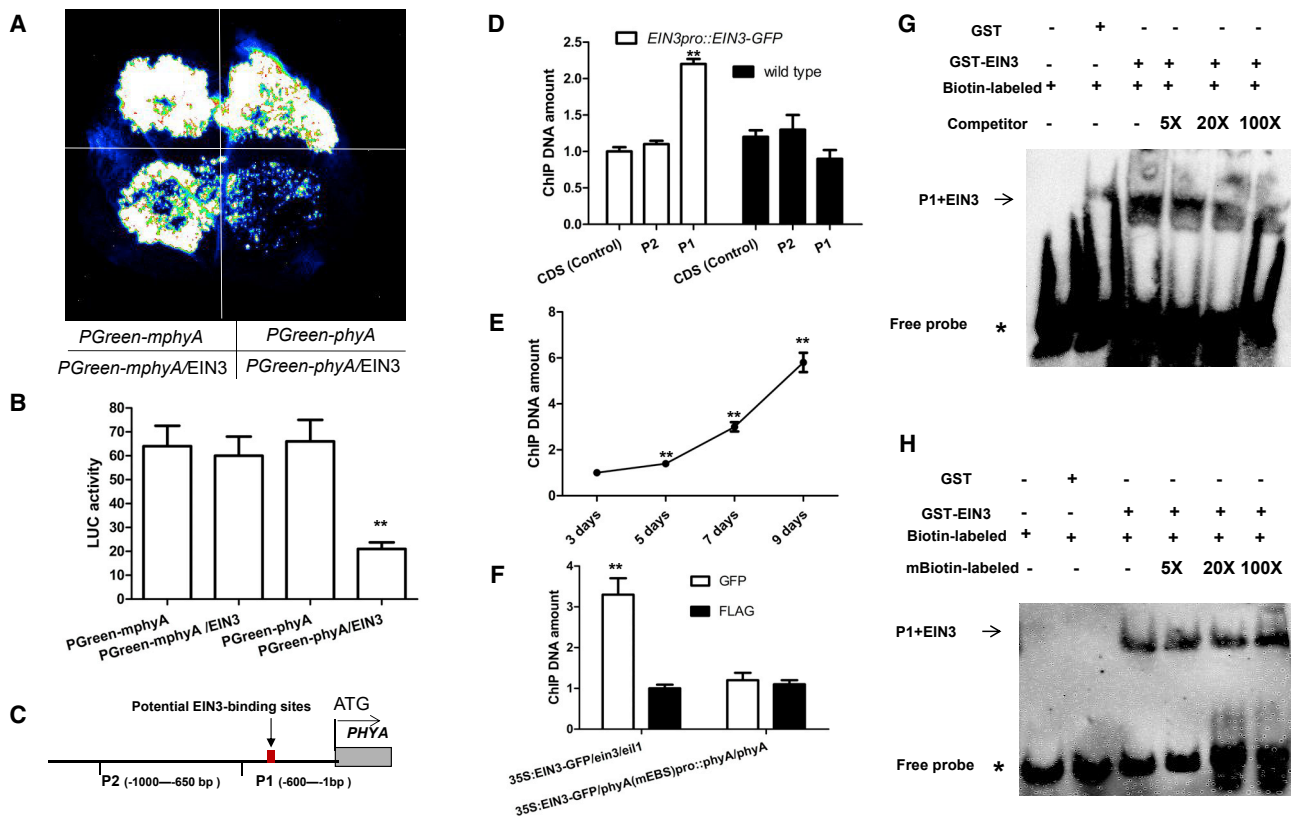 A
PGreen-mphyA
PGreen-phyA
PGreen-mphyA/EIN3
PGreen-phyA/EIN3
B
LUC activity
80
70
60
50
40
30
20
10
0
**
PGreen-mphyA
PGreen-mphyA /EIN3
PGreen-phyA
PGreen-phyA/EIN3
C
Potential EIN3-binding sites
ATG
PHYA
P2 (-1000—-650 bp )
P1 (-600—-1bp)
D
ChIP DNA amount
2.5
2.0
1.5
1.0
0.5
0.0
EIN3pro::EIN3-GFP
wild type
**
CDS (Control)
P2
P1
CDS (Control)
P2
P1
E
ChIP DNA amount
8
6
4
2
0
**
**
**
3 days
5 days
7 days
9 days
F
ChIP DNA amount
4
3
2
1
0
**
GFP
FLAG
35S:EIN3-GFP/ein3/eil1
35S:EIN3-GFP/phyA(mEBS)pro::phyA/phyA
G
GST - + - - - -
GST-EIN3 - - + + + +
Biotin-labeled + + + + + +
Competitor - - - 5X 20X 100X
P1+EIN3 →
Free probe *
H
GST - + - - - -
GST-EIN3 - - + + + +
Biotin-labeled + + + + + +
mBiotin-labeled - - - 5X 20X 100X
P1+EIN3 →
Free probe *